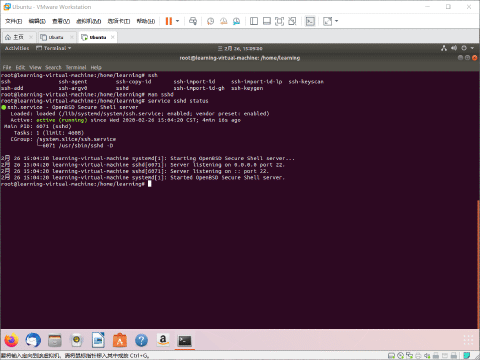 Ubuntu - VMware Workstation
文件(F) 编辑(E) 查看(V) 虚拟机(M) 选项卡(T) 帮助(H)
主页 Ubuntu Ubuntu
Activities Terminal 三 2月 26, 15:20:36
root@learning-virtual-machine: /home/learning
File Edit View Search Terminal Help
root@learning-virtual-machine:/home/learning# ssh
ssh ssh-agent ssh-copy-id ssh-import-id ssh-import-id-lp ssh-keyscan
ssh-add ssh-argv0 sshd ssh-import-id-gh ssh-keygen
root@learning-virtual-machine:/home/learning# man sshd
root@learning-virtual-machine:/home/learning# service sshd status
● ssh.service - OpenBSD Secure Shell server
Loaded: loaded (/lib/systemd/system/ssh.service; enabled; vendor preset: enabled)
Active: active (running) since Wed 2020-02-26 15:04:20 CST; 4min 16s ago
Main PID: 6071 (sshd)
Tasks: 1 (limit: 4608)
CGroup: /system.slice/ssh.service
└─6071 /usr/sbin/sshd -D
2月 26 15:04:20 learning-virtual-machine systemd[1]: Starting OpenBSD Secure Shell server...
2月 26 15:04:20 learning-virtual-machine sshd[6071]: Server listening on 0.0.0.0 port 22.
2月 26 15:04:20 learning-virtual-machine sshd[6071]: Server listening on :: port 22.
2月 26 15:04:20 learning-virtual-machine systemd[1]: Started OpenBSD Secure Shell server.
root@learning-virtual-machine:/home/learning#
要将输入定向到该虚拟机，请将鼠标指针移入其中或按 Ctrl+G。